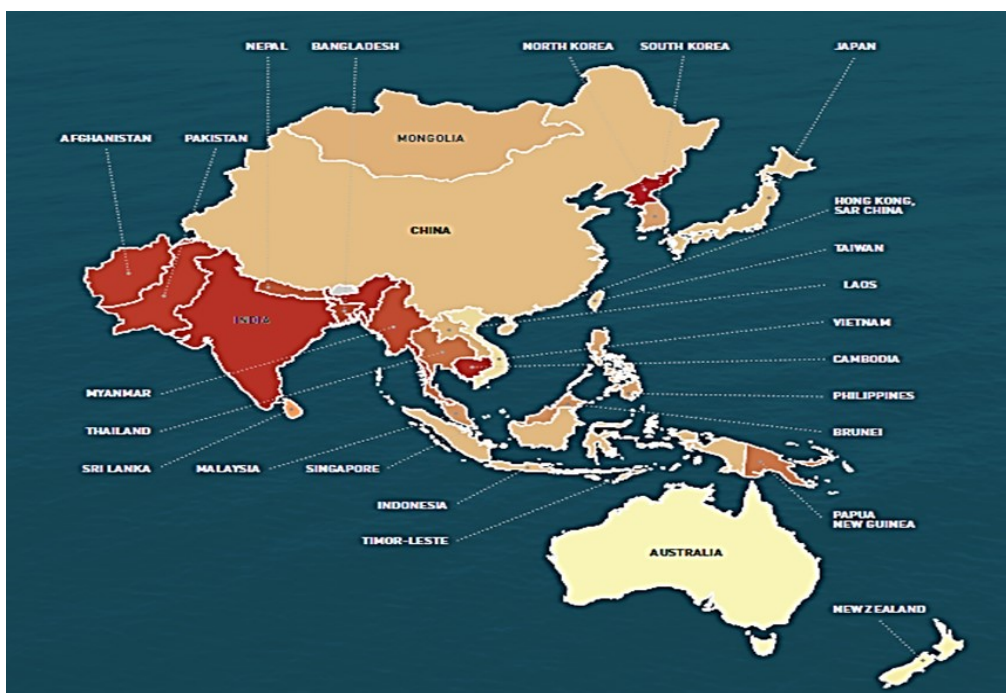 NEPAL
BANGLADESH
NORTH KOREA
SOUTH KOREA
JAPAN
AFGHANISTAN
PAKISTAN
MONGOLIA
HONG KONG,
SAR CHINA
CHINA
TAIWAN
LAOS
INDIA
VIETNAM
CAMBODIA
MYANMAR
PHILIPPINES
THAILAND
BRUNEI
SRI LANKA
MALAYSIA
SINGAPORE
INDONESIA
PAPUA
NEW GUINEA
TIMOR-LESTE
AUSTRALIA
NEW ZEALAND